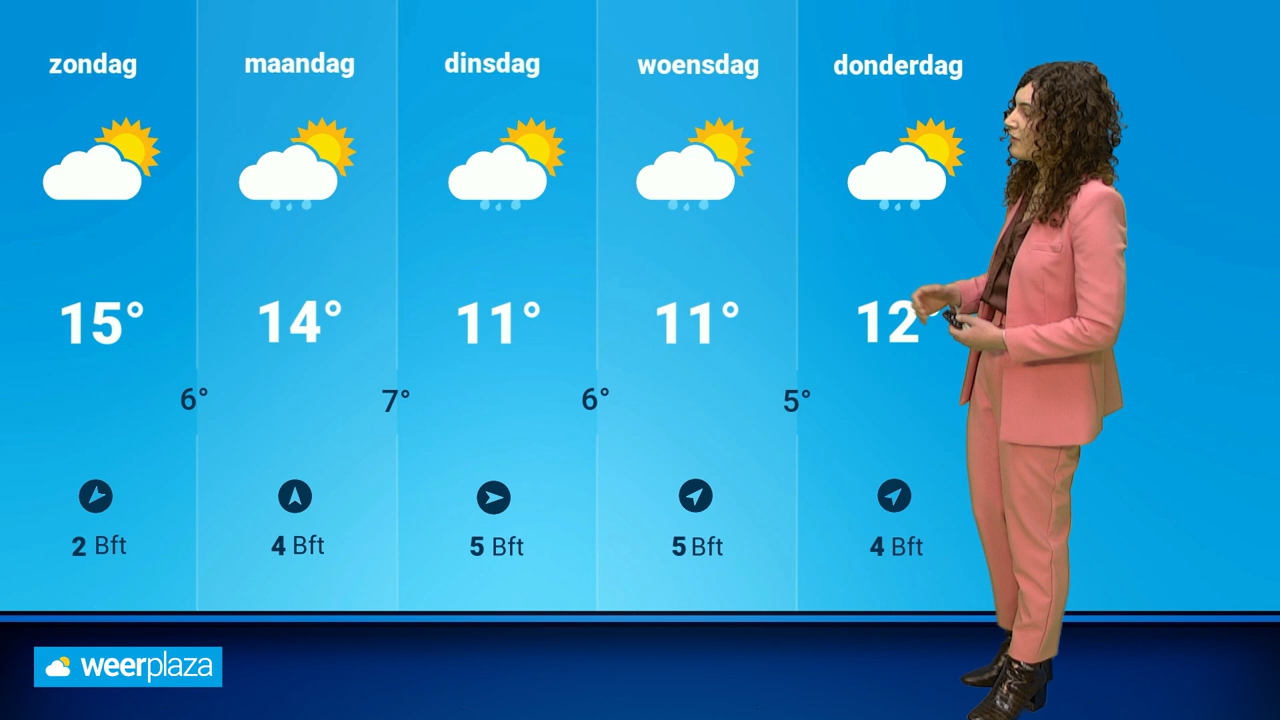 zondag maandag dinsdag woensdag donderdag
15° 14° 11° 11° 12°
6° 7° 6° 5°
2 Bft 4 Bft 5 Bft 5 Bft 4 Bft
weerplaza